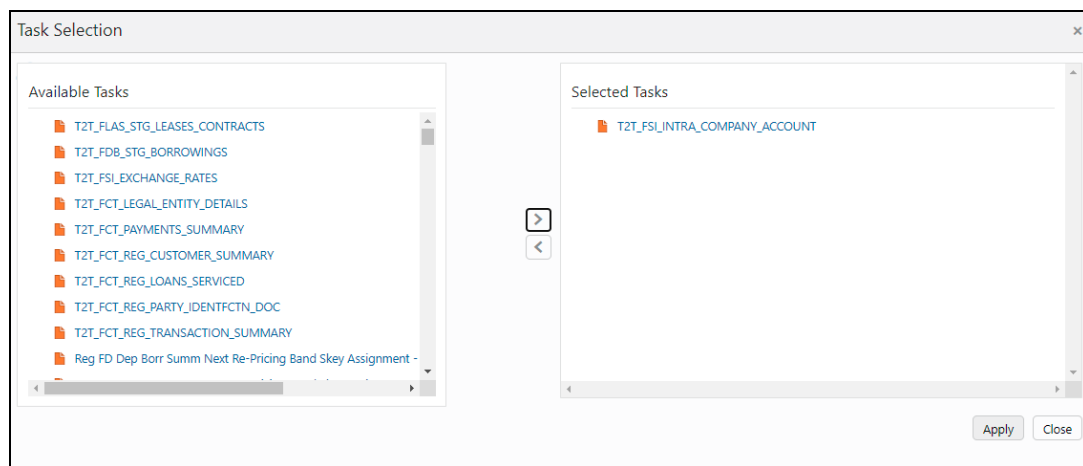 Task Selection
×
Available Tasks
T2T_FLAS_STG_LEASES_CONTRACTS
T2T_FDB_STG_BORROWINGS
T2T_FSI_EXCHANGE_RATES
T2T_FCT_LEGAL_ENTITY_DETAILS
T2T_FCT_PAYMENTS_SUMMARY
T2T_FCT_REG_CUSTOMER_SUMMARY
T2T_FCT_REG_LOANS_SERVICED
T2T_FCT_REG_PARTY_IDENTFCTN_DOC
T2T_FCT_REG_TRANSACTION_SUMMARY
Reg FD Dep Borr Summ Next Re-Pricing Band Skey Assignment -
>
<
Selected Tasks
T2T_FSI_INTRA_COMPANY_ACCOUNT
Apply
Close